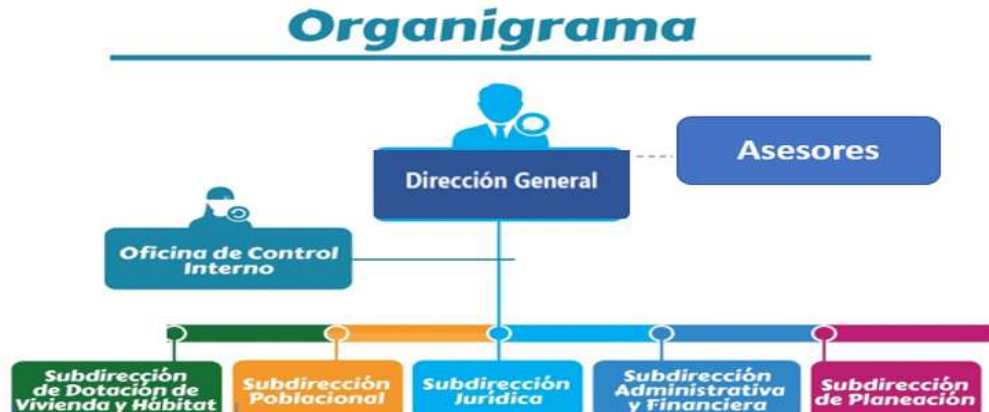 Organigrama
Dirección General
Asesores
Oficina de Control
Interno
Subdirección
de Dotación de
Vivienda y Hábitat
Subdirección
Poblacional
Subdirección
Jurídica
Subdirección
Administrativa
y Financiera
Subdirección
de Planeación